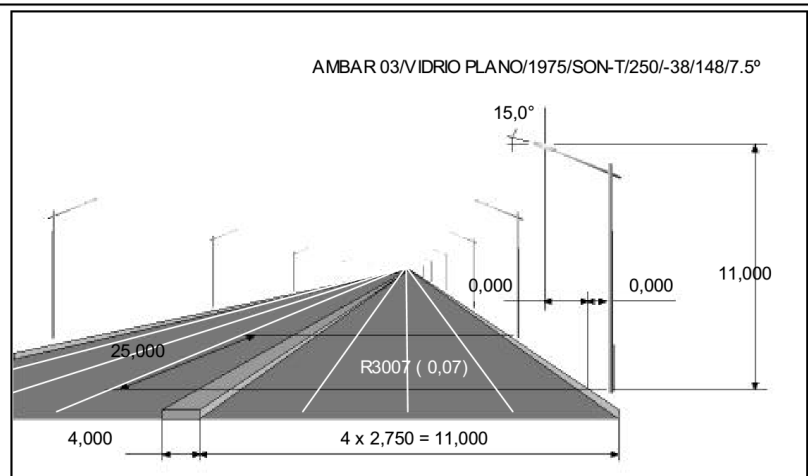 AMBAR 03/VIDRIO PLANO/1975/SON-T/250/-38/148/7.5º
15,0°
0,000
0,000
11,000
25,000
R3007 ( 0,07)
4,000
4 x 2,750 = 11,000